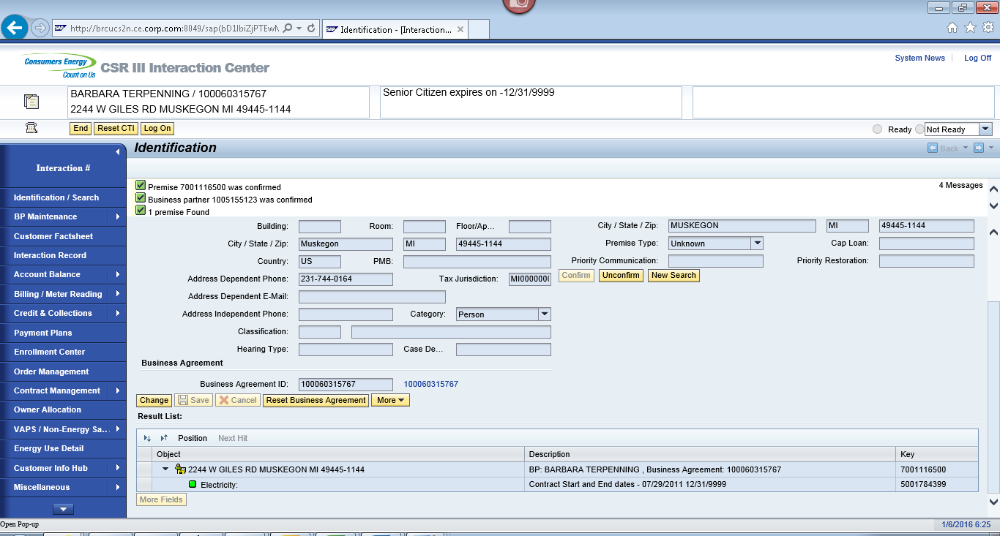 http://brcucs2n.ce.corp.com:8049/sap(bD1lbiZjPTEwN
SAP Identification - [Interaction...
Consumers Energy
Count on Us
CSR III Interaction Center
System News
Log Off
BARBARA TERPENNING / 100060315767
2244 W GILES RD MUSKEGON MI 49445-1144
Senior Citizen expires on -12/31/9999
End Reset CTI Log On
Ready Not Ready
Identification
Back
Interaction #
Identification / Search
BP Maintenance
Customer Factsheet
Interaction Record
Account Balance
Billing / Meter Reading
Credit & Collections
Payment Plans
Enrollment Center
Order Management
Contract Management
Owner Allocation
VAPS / Non-Energy Sa...
Energy Use Detail
Customer Info Hub
Miscellaneous
Premise 7001116500 was confirmed
4 Messages
Business partner 1005155123 was confirmed
1 premise Found
Building: Room: Floor/Ap...
City / State / Zip: Muskegon MI 49445-1144
Country: US PMB:
Address Dependent Phone: 231-744-0164 Tax Jurisdiction: MI000000
Address Dependent E-Mail:
Address Independent Phone: Category: Person
Classification:
Hearing Type: Case De...
City / State / Zip: MUSKEGON MI 49445-1144
Premise Type: Unknown Cap Loan:
Priority Communication: Priority Restoration:
Confirm Unconfirm New Search
Business Agreement
Business Agreement ID: 100060315767 100060315767
Change Save Cancel Reset Business Agreement More
Result List:
Position Next Hit
Object Description Key
2244 W GILES RD MUSKEGON MI 49445-1144 BP: BARBARA TERPENNING , Business Agreement: 100060315767 7001116500
Electricity: Contract Start and End dates - 07/29/2011 12/31/9999 5001784399
More Fields
Open Pop-up
1/6/2016 6:25